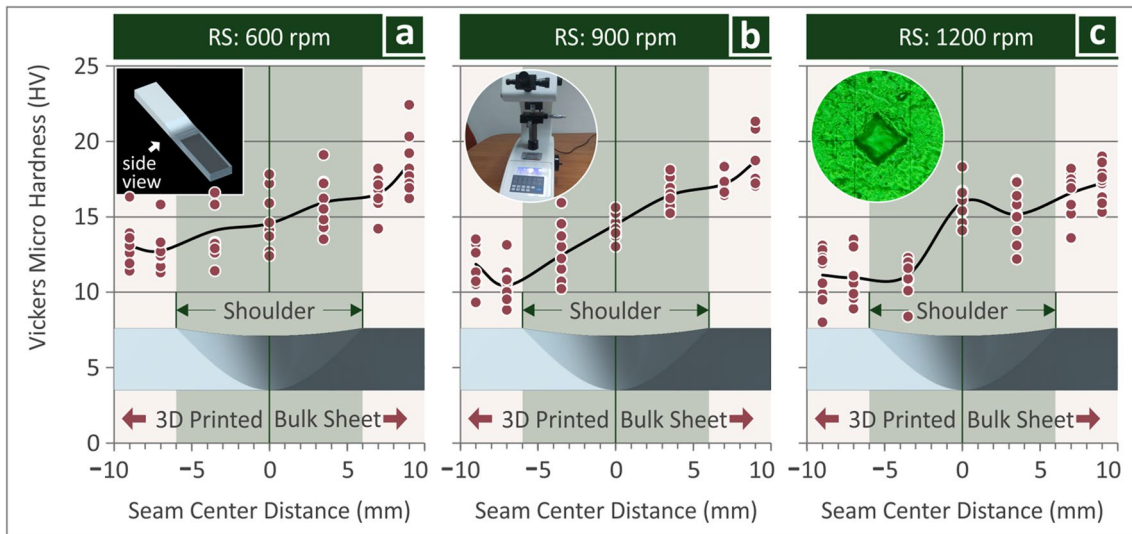 RS: 600 rpm a
RS: 900 rpm b
RS: 1200 rpm c
Vickers Micro Hardness (HV)
25
20
15
10
5
0
side
view
Shoulder
Shoulder
Shoulder
3D Printed Bulk Sheet
3D Printed Bulk Sheet
3D Printed Bulk Sheet
−10 −5 0 5 10
−10 −5 0 5 10
−10 −5 0 5 10
Seam Center Distance (mm)
Seam Center Distance (mm)
Seam Center Distance (mm)